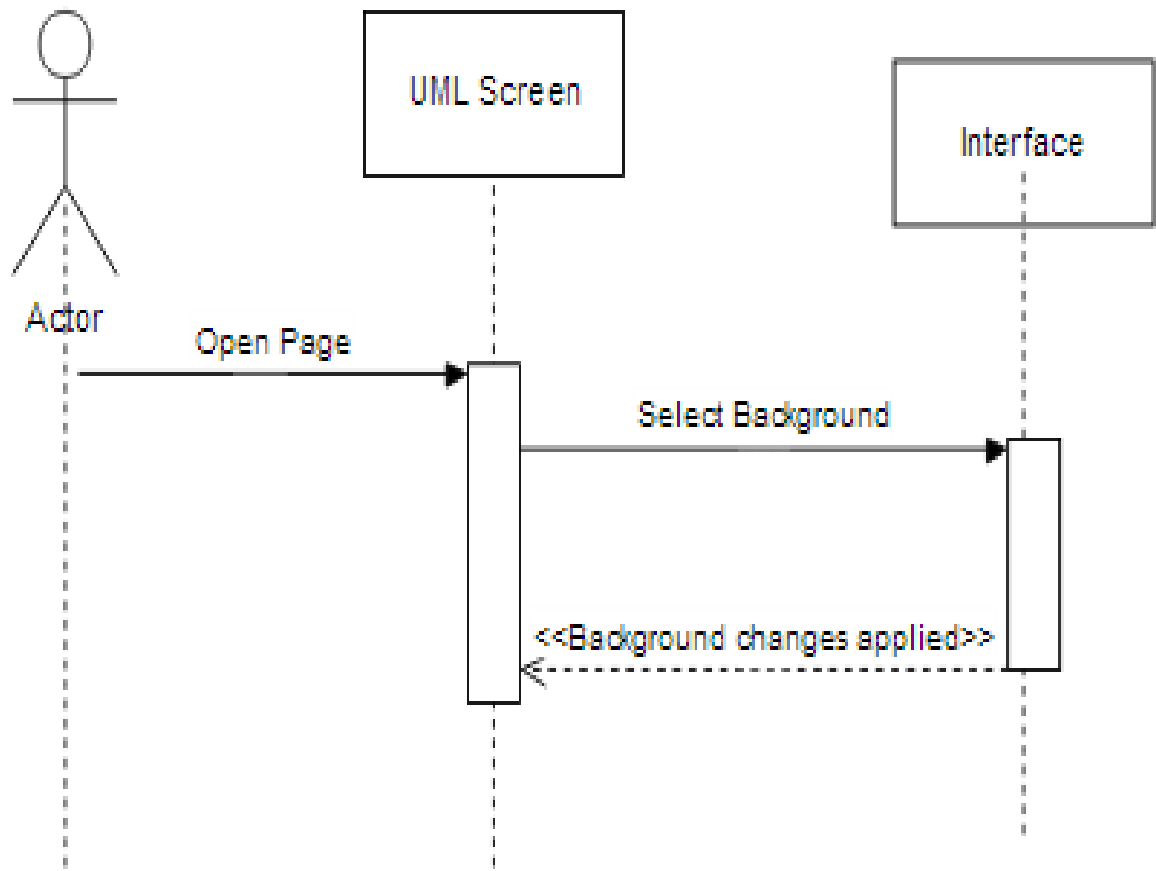 UML Screen
Interface
Actor
Open Page
Select Background
<<Background changes applied>>